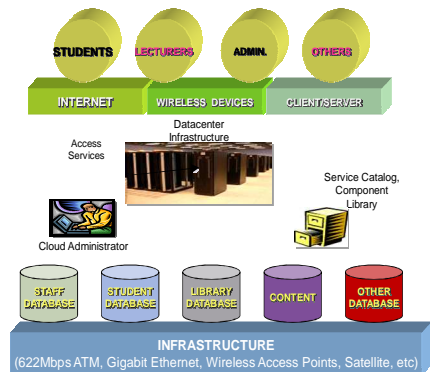 STUDENTS
LECTURERS
ADMIN.
OTHERS
INTERNET
WIRELESS DEVICES
CLIENT/SERVER
Datacenter
Infrastructure
Access
Services
Service Catalog,
Component
Library
Cloud Administrator
STAFF
DATABASE
STUDENT
DATABASE
LIBRARY
DATABASE
CONTENT
OTHER
DATABASE
INFRASTRUCTURE
(622Mbps ATM, Gigabit Ethernet, Wireless Access Points, Satellite, etc)